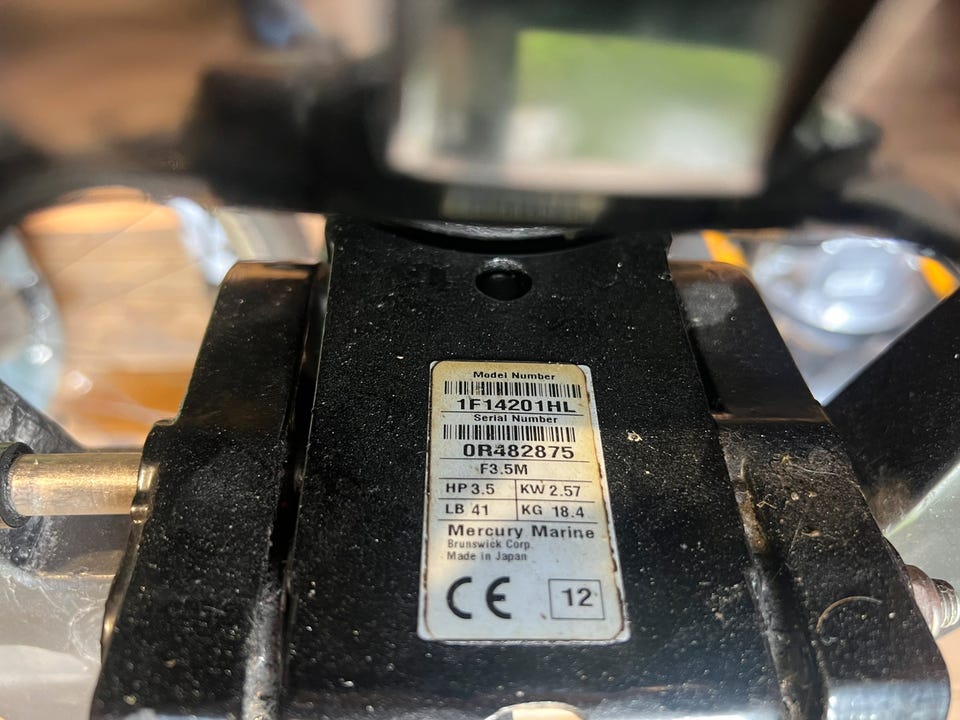 Model Number
1F14201HL
Serial Number
0R482875
F3.5M
HP 3.5 KW 2.57
LB 41 KG 18.4
Mercury Marine
Brunswick Corp.
Made in Japan
CE 12